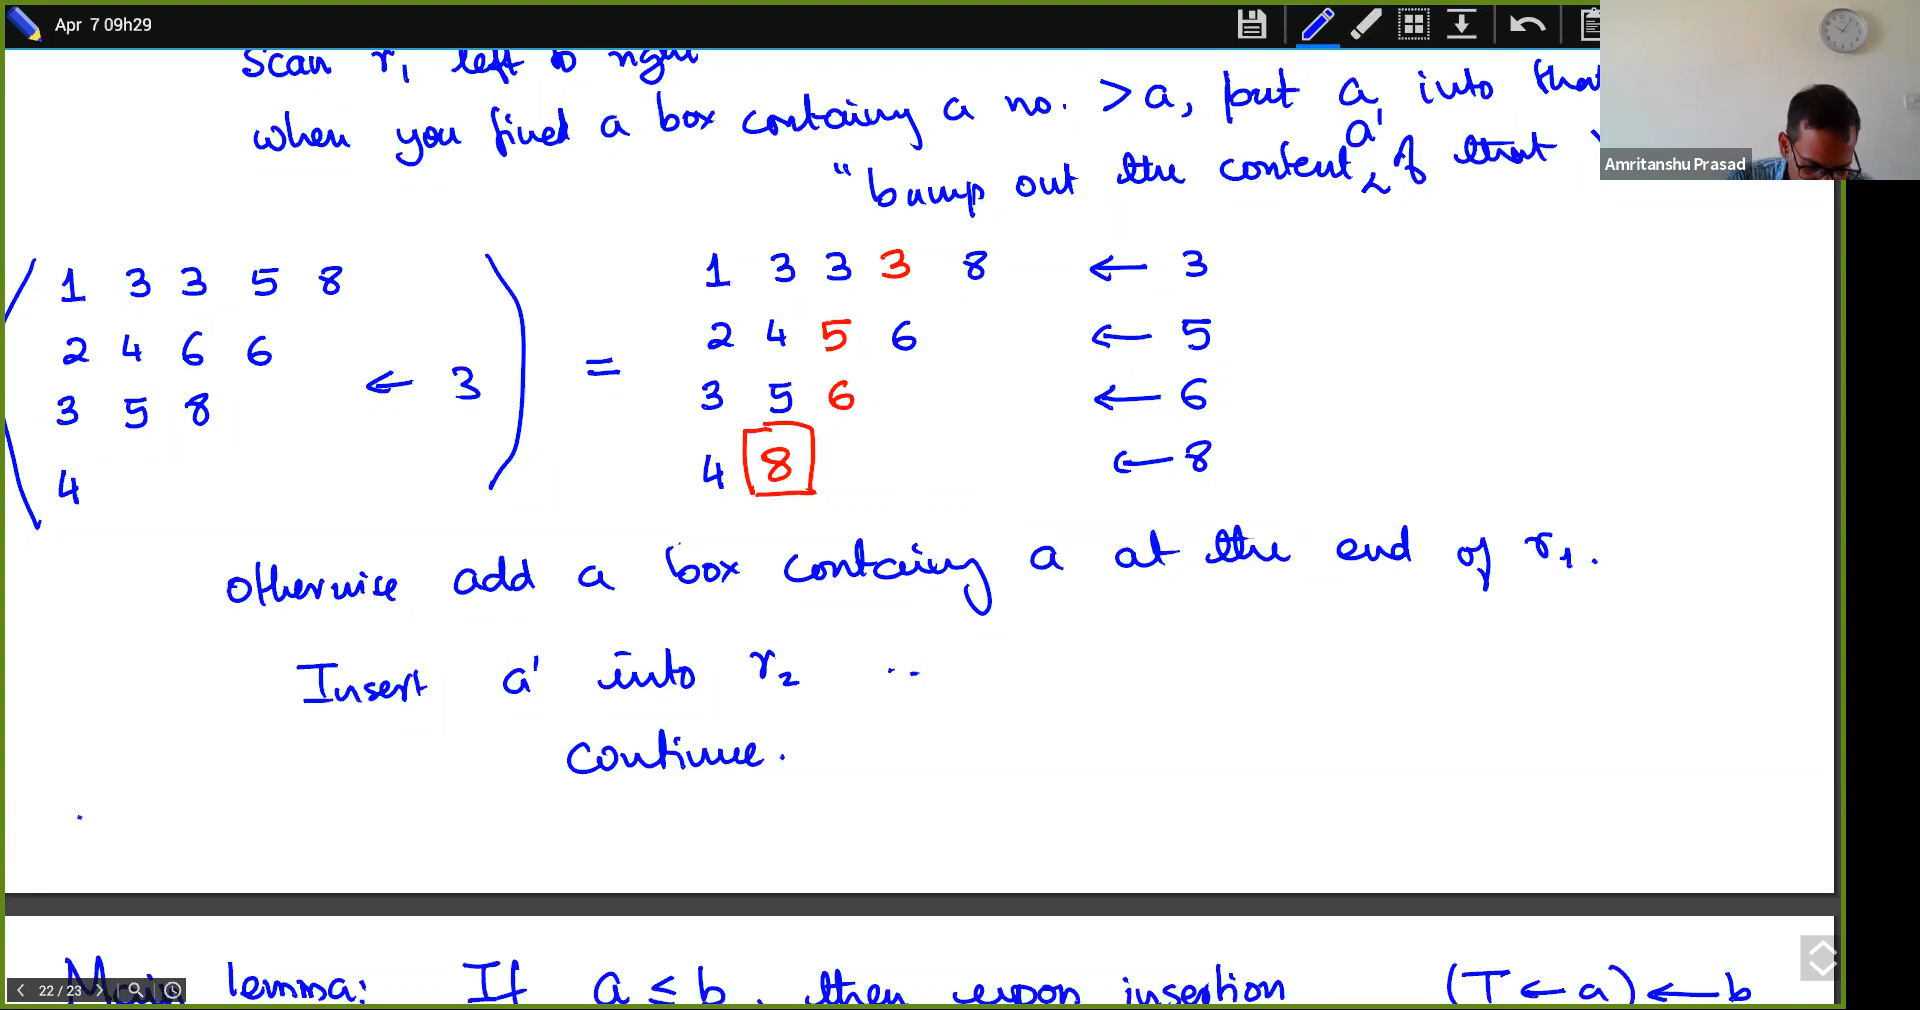 Apr 7 09h29
Amritanshu Prasad
Scan r₁ left to right
when you find a box containing a no. > a, put a into that
"bump out the content a' of that
1 3 3 5 8
2 4 6 6
3 5 8
4
← 3
=
1 3 3 3 8 ← 3
2 4 5 6 ← 5
3 5 6 ← 6
4 8 ← 8
otherwise add a box containing a at the end of r₁.
Insert a' into r₂ ..
continue.
22 / 23
Main lemma: If a ≤ b, then upon insertion (T ← a) ← b